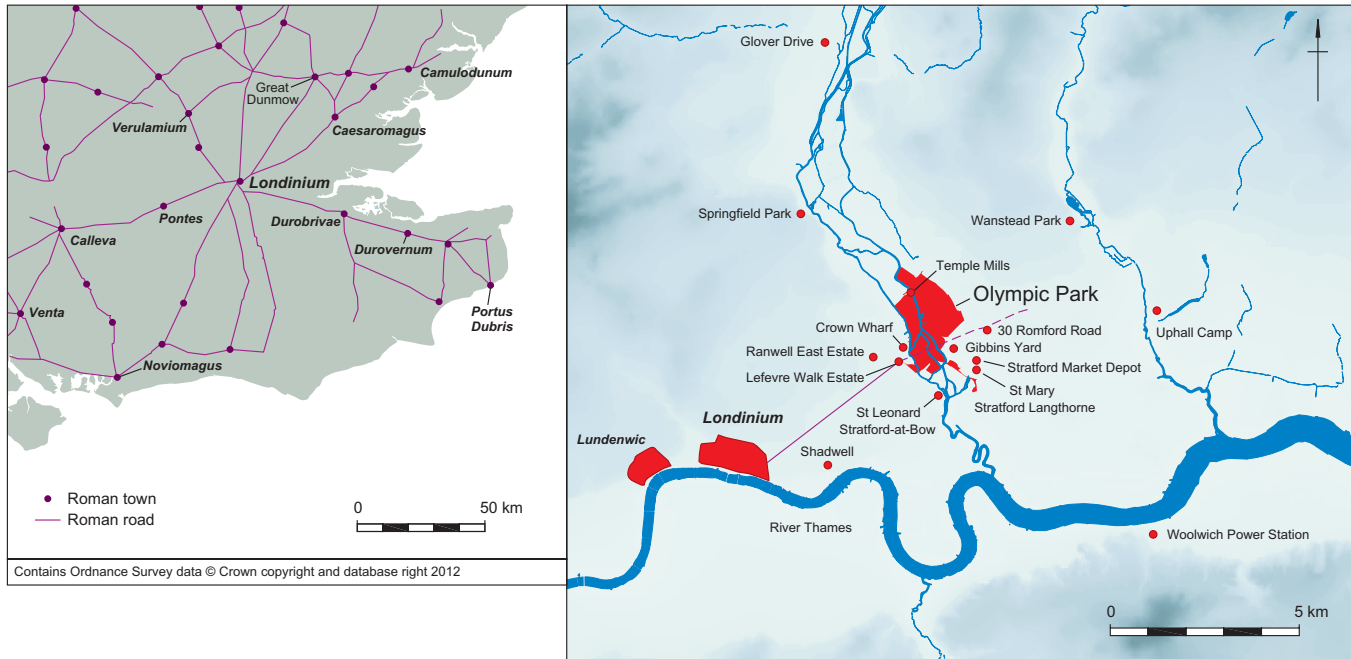 Camulodunum
Great
Dunmow
Verulamium
Caesaromagus
Londinium
Pontes
Durobrivae
Calleva
Durovernum
Venta
Portus
Dubris
Noviomagus
Roman town
Roman road
50 km
0
Contains Ordnance Survey data © Crown copyright and database right 2012
Glover Drive
Springfield Park
Wanstead Park
Temple Mills
Olympic Park
Crown Wharf
30 Romford Road
Uphall Camp
Ranwell East Estate
Gibbins Yard
Lefevre Walk Estate
Stratford Market Depot
St Mary
Stratford Langthorne
St Leonard
Stratford-at-Bow
Londinium
Lundenwic
Shadwell
River Thames
Woolwich Power Station
0
5 km